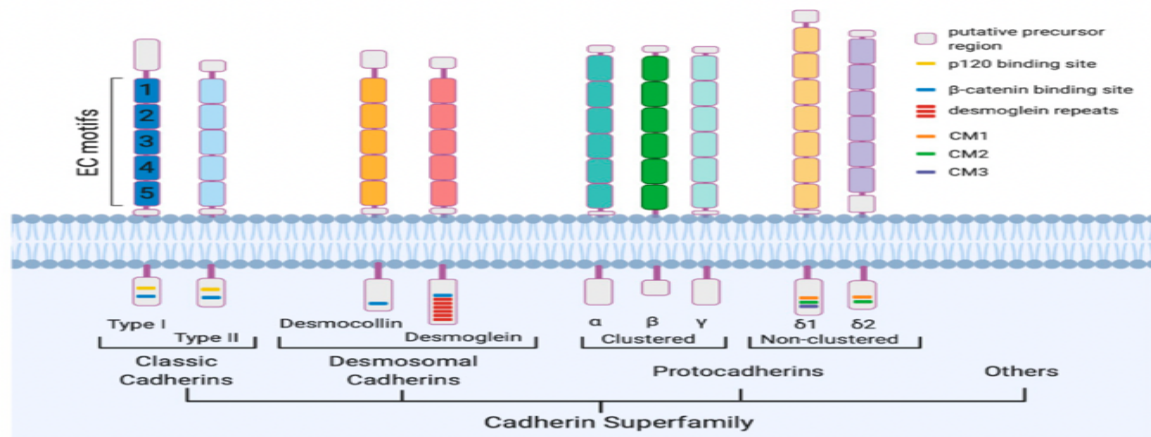 putative precursor
region
p120 binding site
β-catenin binding site
desmoglein repeats
CM1
CM2
CM3
EC motifs
1
2
3
4
5
Type I
Type II
Desmocollin
Desmoglein
α
β
γ
δ1
δ2
Clustered
Non-clustered
Classic
Cadherins
Desmosomal
Cadherins
Protocadherins
Others
Cadherin Superfamily